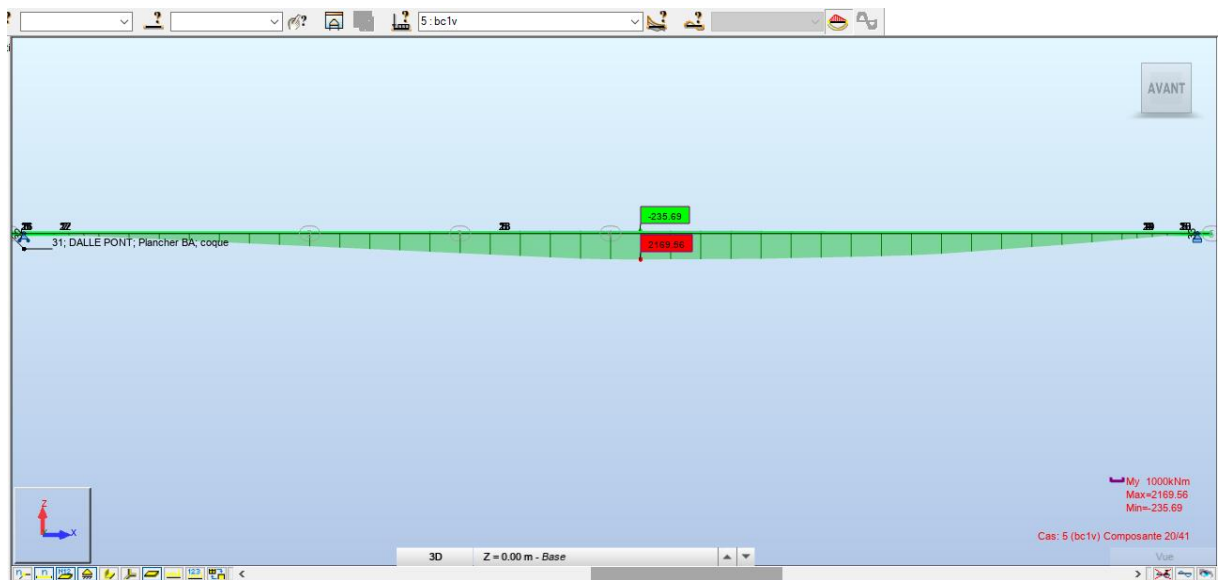 5 : bc1v
AVANT
-235.69
2169.56
31; DALLE PONT; Plancher BA; coque
My 1000kNm
Max=2169.56
Min=-235.69
Cas: 5 (bc1v) Composante 20/41
Z
X
3D Z = 0.00 m - Base
Vue
123